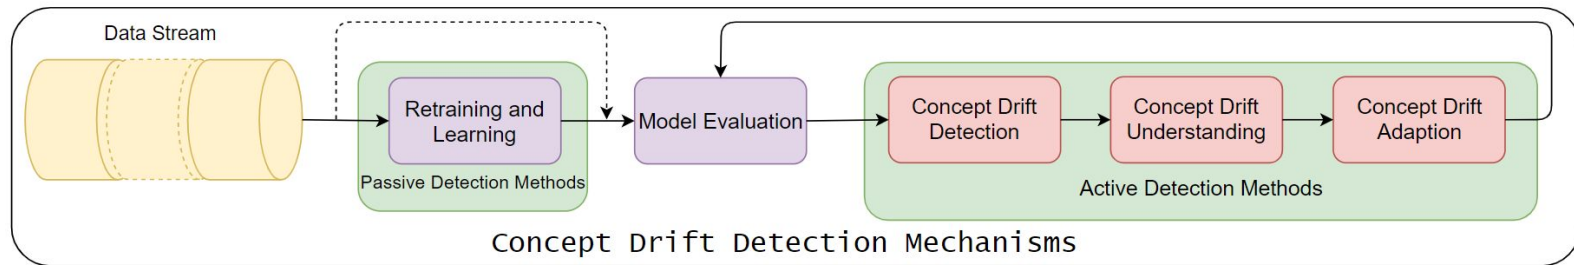 Data Stream
Retraining and
Learning
Passive Detection Methods
Model Evaluation
Concept Drift
Detection
Concept Drift
Understanding
Concept Drift
Adaption
Active Detection Methods
Concept Drift Detection Mechanisms